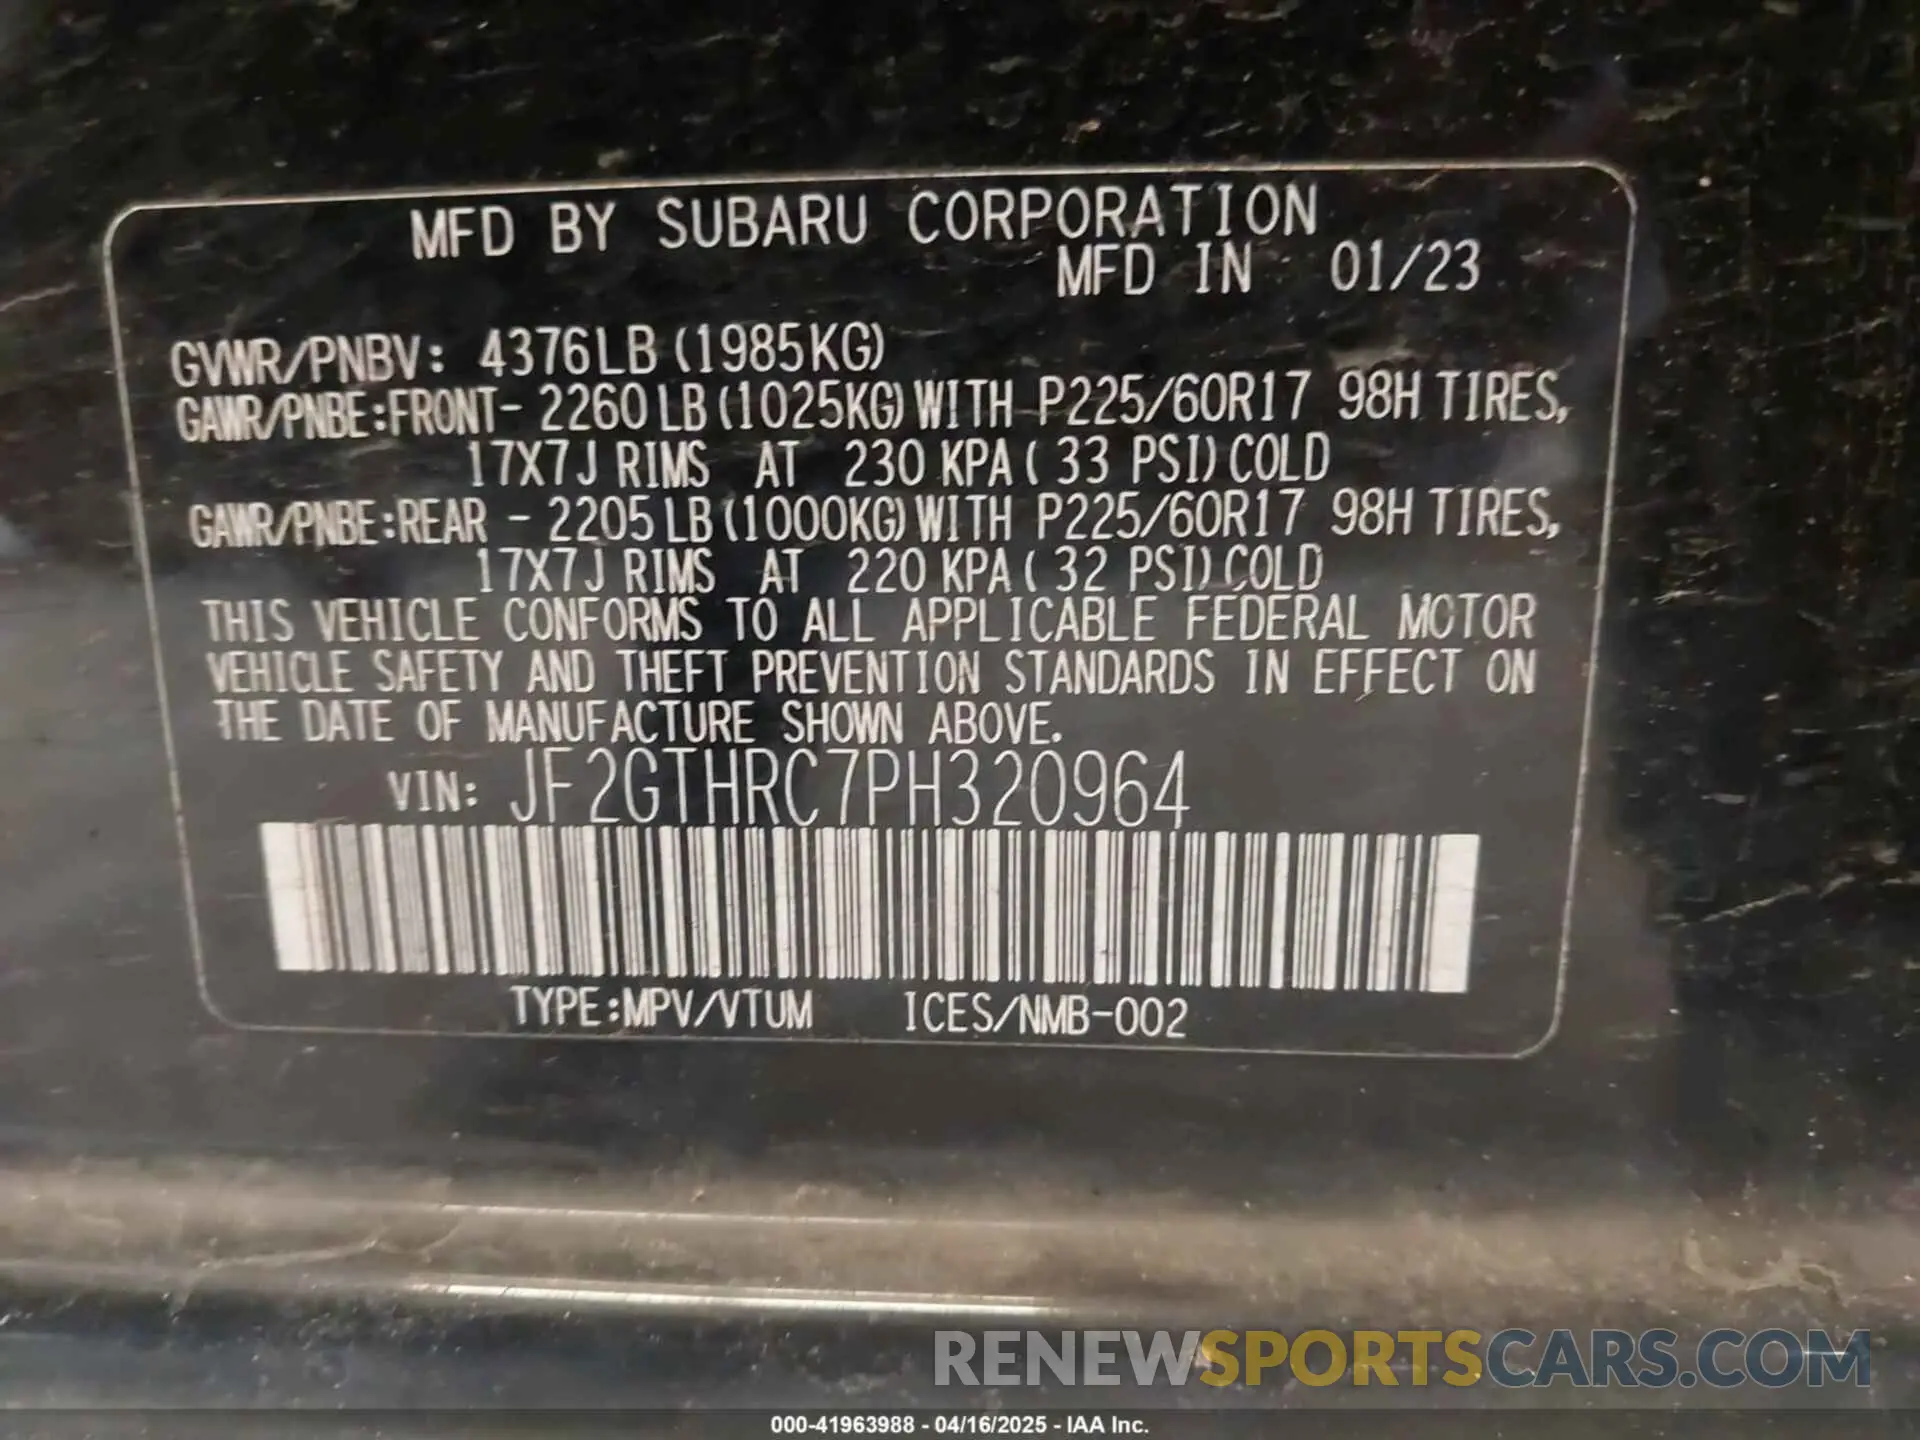 MFD BY SUBARU CORPORATION
MFD IN 01/23
GVWR/PNBV: 4376LB (1985KG)
GAWR/PNBE:FRONT- 2260 LB (1025KG) WITH P225/60R17 98H TIRES,
17X7J RIMS AT 230 KPA ( 33 PSI) COLD
GAWR/PNBE:REAR - 2205 LB (1000KG) WITH P225/60R17 98H TIRES,
17X7J RIMS AT 220 KPA ( 32 PSI) COLD
THIS VEHICLE CONFORMS TO ALL APPLICABLE FEDERAL MOTOR
VEHICLE SAFETY AND THEFT PREVENTION STANDARDS IN EFFECT ON
THE DATE OF MANUFACTURE SHOWN ABOVE.
VIN: JF2GTHRC7PH320964
TYPE:MPV/VTUM ICES/NMB-002
RENEWSPORTSCARS.COM
000-41963988 - 04/16/2025 - IAA Inc.